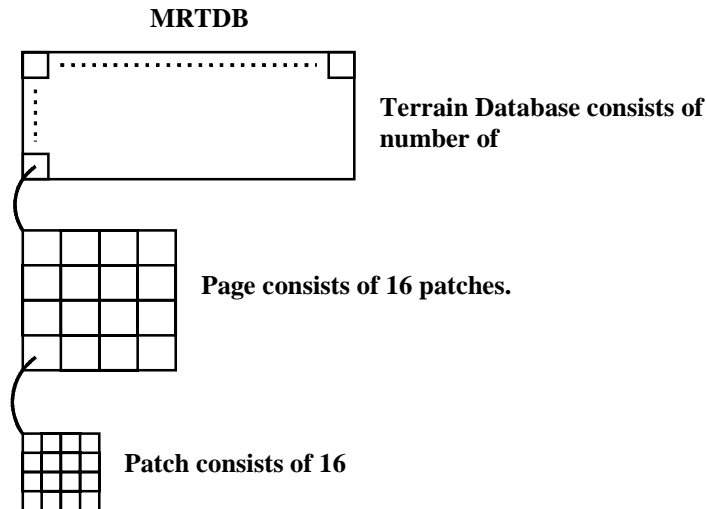 MRTDB
Terrain Database consists of
number of
Page consists of 16 patches.
Patch consists of 16